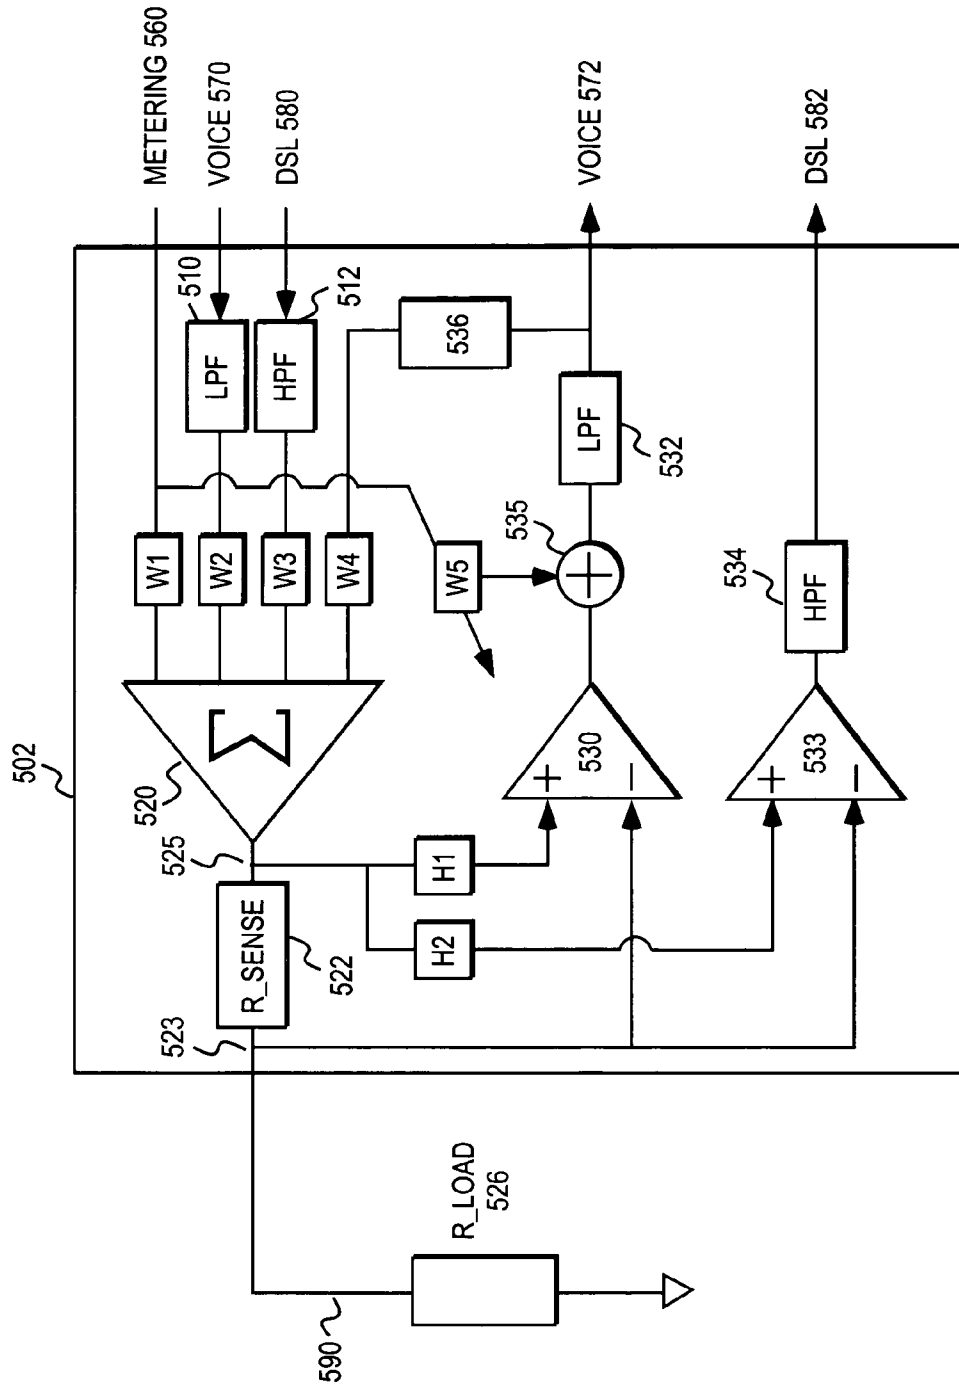 METERING 560
VOICE 570
DSL 580
VOICE 572
DSL 582
502
510
LPF
512
HPF
536
W1
W2
W3
W4
W5
Σ
520
525
R_SENSE
522
523
H1
H2
+
530
−
535
+
LPF
532
+
533
−
534
HPF
R_LOAD
526
590